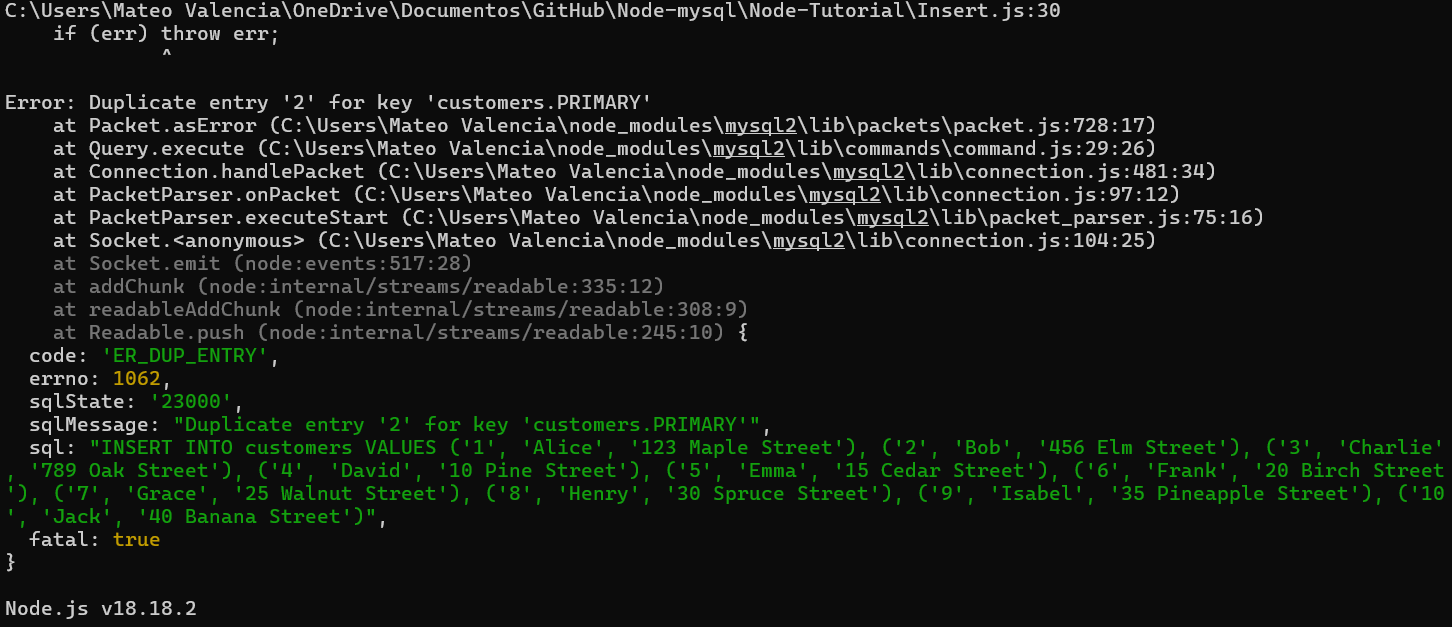 C:\Users\Mateo Valencia\OneDrive\Documentos\GitHub\Node-mysql\Node-Tutorial\Insert.js:30
    if (err) throw err;
             ^

Error: Duplicate entry '2' for key 'customers.PRIMARY'
    at Packet.asError (C:\Users\Mateo Valencia\node_modules\mysql2\lib\packets\packet.js:728:17)
    at Query.execute (C:\Users\Mateo Valencia\node_modules\mysql2\lib\commands\command.js:29:26)
    at Connection.handlePacket (C:\Users\Mateo Valencia\node_modules\mysql2\lib\connection.js:481:34)
    at PacketParser.onPacket (C:\Users\Mateo Valencia\node_modules\mysql2\lib\connection.js:97:12)
    at PacketParser.executeStart (C:\Users\Mateo Valencia\node_modules\mysql2\lib\packet_parser.js:75:16)
    at Socket.<anonymous> (C:\Users\Mateo Valencia\node_modules\mysql2\lib\connection.js:104:25)
    at Socket.emit (node:events:517:28)
    at addChunk (node:internal/streams/readable:335:12)
    at readableAddChunk (node:internal/streams/readable:308:9)
    at Readable.push (node:internal/streams/readable:245:10) {
  code: 'ER_DUP_ENTRY',
  errno: 1062,
  sqlState: '23000',
  sqlMessage: "Duplicate entry '2' for key 'customers.PRIMARY'",
  sql: "INSERT INTO customers VALUES ('1', 'Alice', '123 Maple Street'), ('2', 'Bob', '456 Elm Street'), ('3', 'Charlie'
, '789 Oak Street'), ('4', 'David', '10 Pine Street'), ('5', 'Emma', '15 Cedar Street'), ('6', 'Frank', '20 Birch Street
'), ('7', 'Grace', '25 Walnut Street'), ('8', 'Henry', '30 Spruce Street'), ('9', 'Isabel', '35 Pineapple Street'), ('10
', 'Jack', '40 Banana Street')",
  fatal: true
}

Node.js v18.18.2